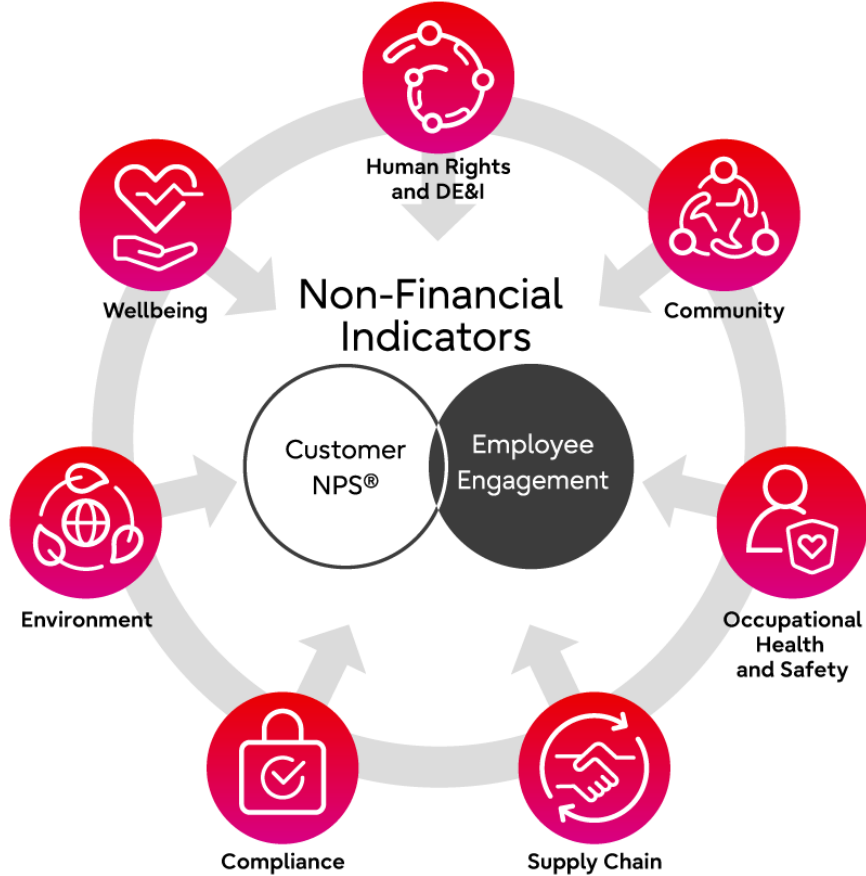 Human Rights
and DE&I
Wellbeing
Community
Non-Financial
Indicators
Customer
NPS®
Employee
Engagement
Environment
Occupational
Health
and Safety
Compliance
Supply Chain